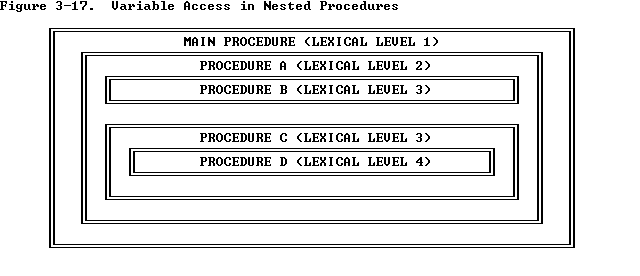 Figure 3-17.  Variable Access in Nested Procedures
MAIN PROCEDURE (LEXICAL LEVEL 1)
PROCEDURE A (LEXICAL LEVEL 2)
PROCEDURE B (LEXICAL LEVEL 3)
PROCEDURE C (LEXICAL LEVEL 3)
PROCEDURE D (LEXICAL LEVEL 4)